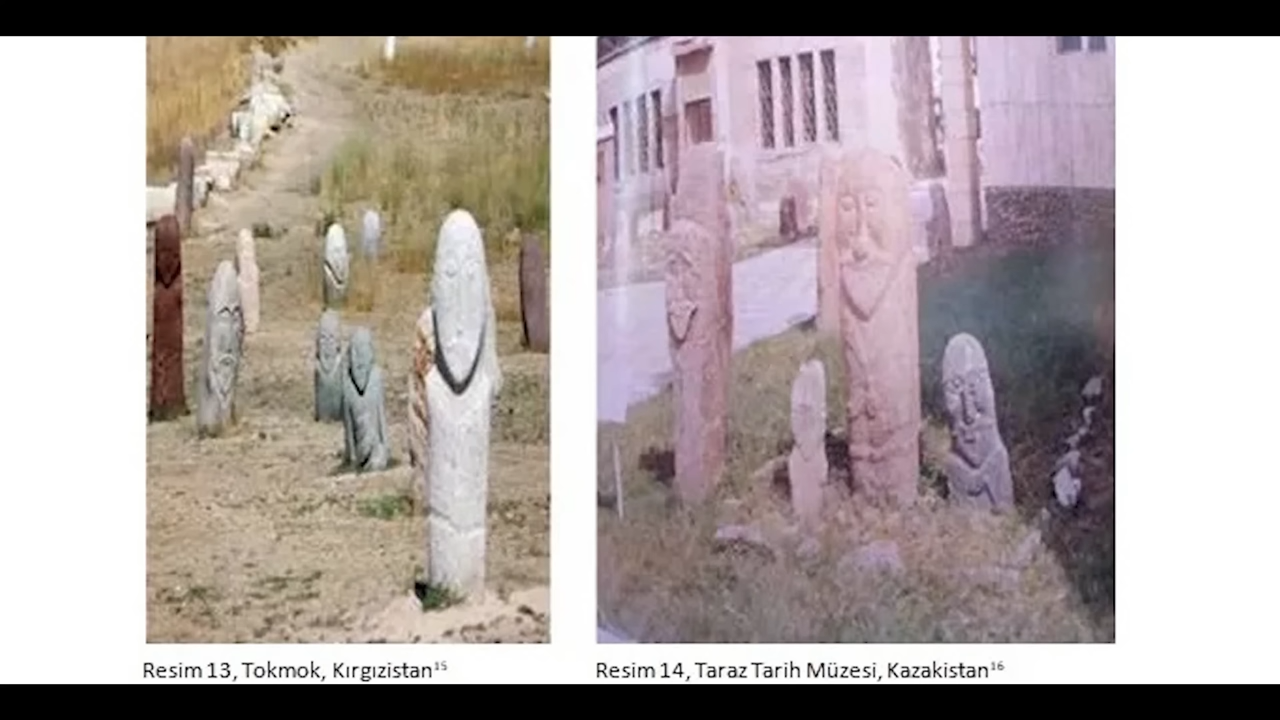 Resim 13, Tokmok, Kırgızistan¹⁵
Resim 14, Taraz Tarih Müzesi, Kazakistan¹⁶